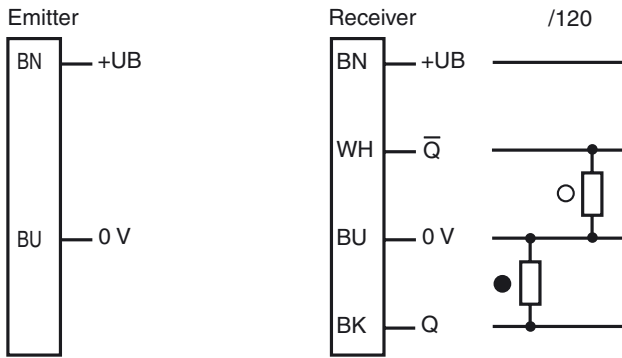 Emitter Receiver /120
BN +UB BN +UB
WH Q̅
BU 0 V BU 0 V
BK Q